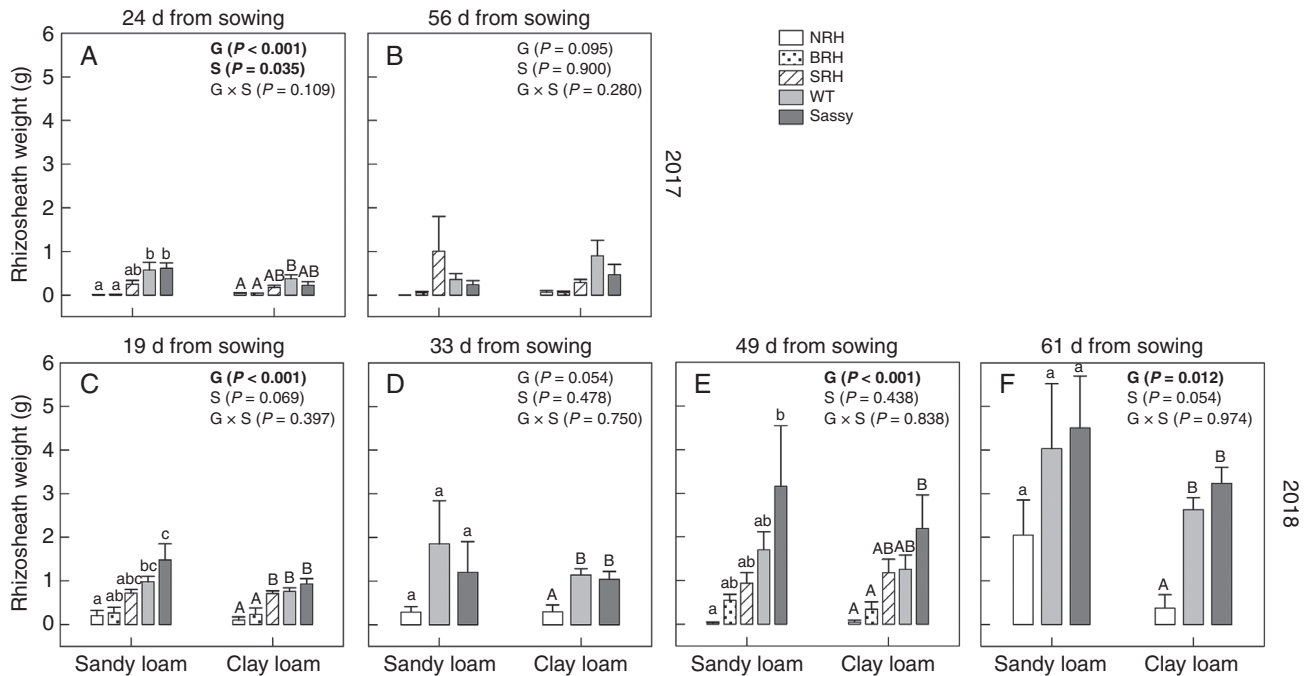 24 d from sowing
56 d from sowing
A
G (P < 0.001)
S (P = 0.035)
G × S (P = 0.109)
B
G (P = 0.095)
S (P = 0.900)
G × S (P = 0.280)
NRH
BRH
SRH
WT
Sassy
Rhizosheath weight (g)
6
5
4
3
2
1
0
a a ab b b
A A AB B AB
2017
19 d from sowing
33 d from sowing
49 d from sowing
61 d from sowing
C
G (P < 0.001)
S (P = 0.069)
G × S (P = 0.397)
D
G (P = 0.054)
S (P = 0.478)
G × S (P = 0.750)
E
G (P < 0.001)
S (P = 0.438)
G × S (P = 0.838)
F
G (P = 0.012)
S (P = 0.054)
G × S (P = 0.974)
Rhizosheath weight (g)
6
5
4
3
2
1
0
a ab abc bc c
A A B B B
a a a
A B B
a ab ab ab b
A A AB AB B
a a a
A B B
2018
Sandy loam Clay loam
Sandy loam Clay loam
Sandy loam Clay loam
Sandy loam Clay loam